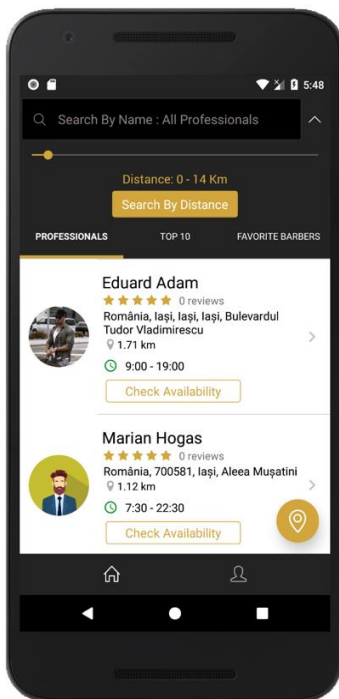 5:48
Search By Name : All Professionals
Distance: 0 - 14 Km
Search By Distance
PROFESSIONALS TOP 10 FAVORITE BARBERS
Eduard Adam
0 reviews
România, Iași, Iași, Iași, Bulevardul
Tudor Vladimirescu
1.71 km
9:00 - 19:00
Check Availability
Marian Hogas
0 reviews
România, 700581, Iași, Aleea Mușatini
1.12 km
7:30 - 22:30
Check Availability